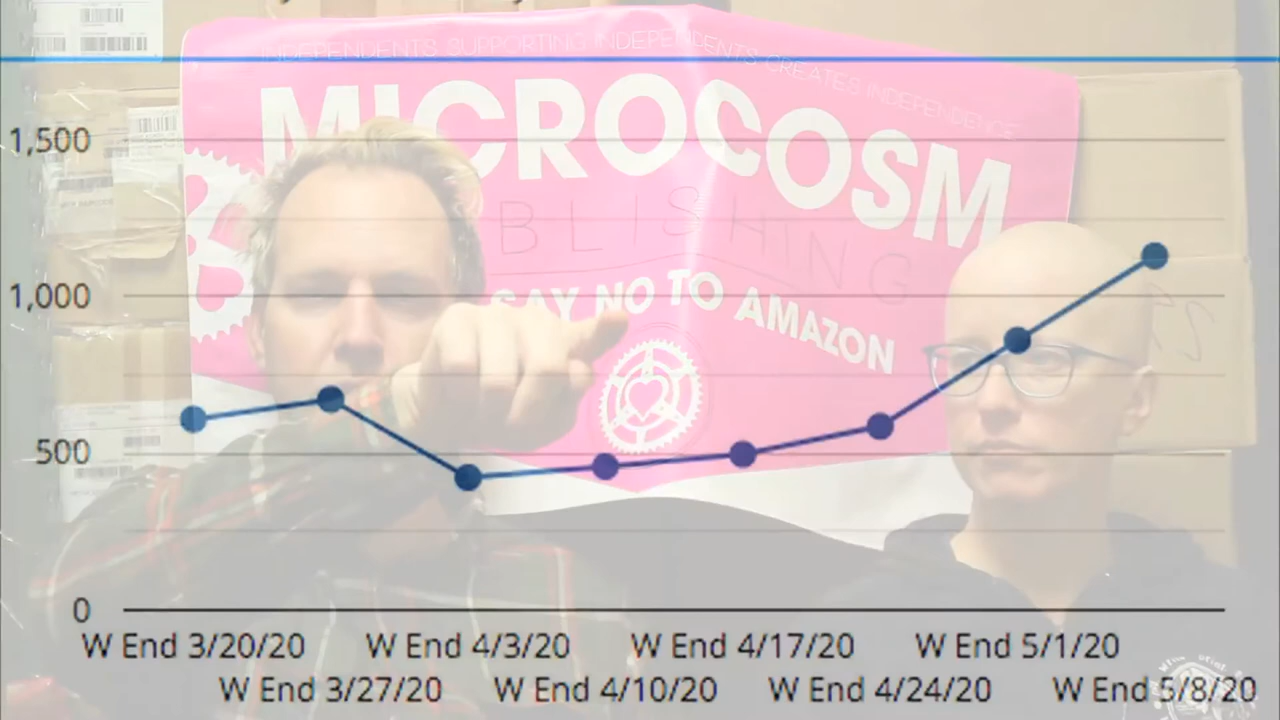 INDEPENDENTS SUPPORTING INDEPENDENTS CREATES INDEPENDENCE
MICROCOSM
BLISHING
SAY NO TO AMAZON
RS
1,500
1,000
500
0
W End 3/20/20
W End 3/27/20
W End 4/3/20
W End 4/10/20
W End 4/17/20
W End 4/24/20
W End 5/1/20
W End 5/8/20